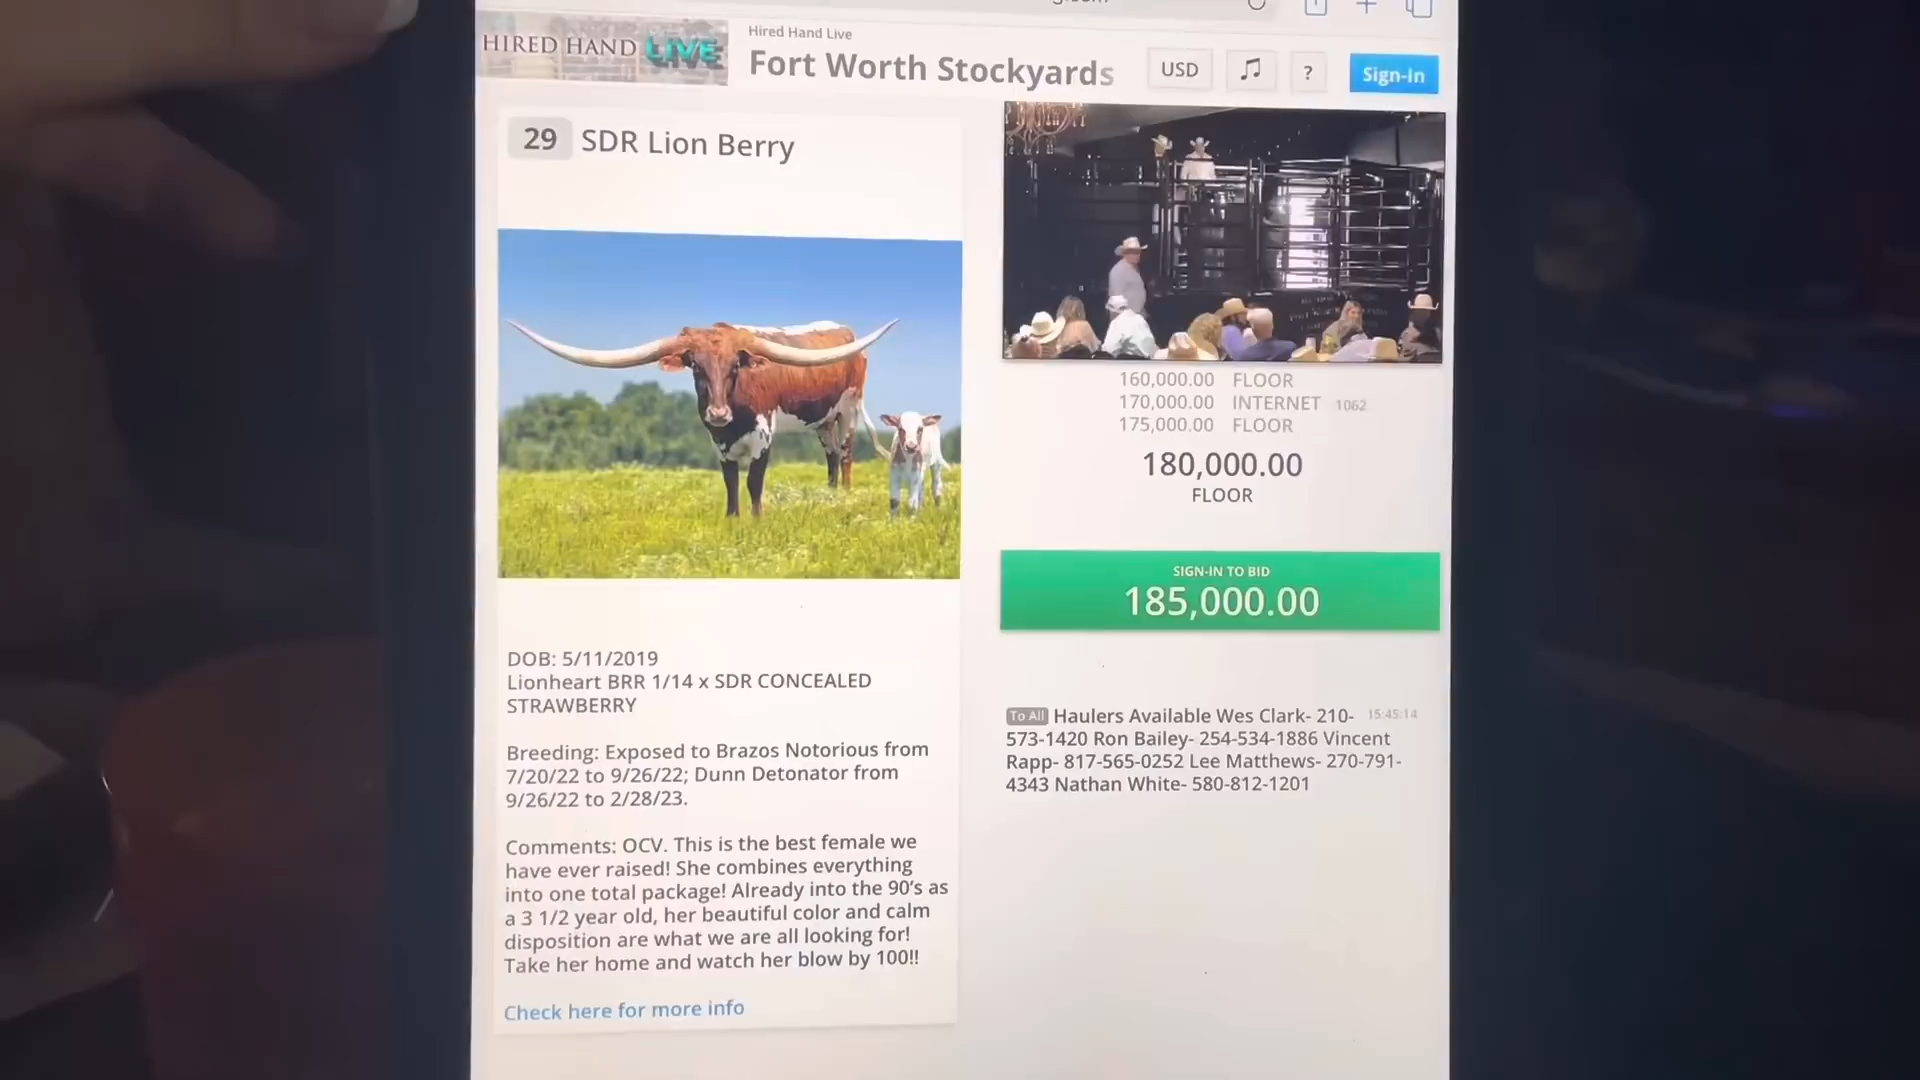 HIRED HAND LIVE
Hired Hand Live
Fort Worth Stockyards
USD
?
Sign-In
29 SDR Lion Berry
160,000.00 FLOOR
170,000.00 INTERNET 1062
175,000.00 FLOOR
180,000.00
FLOOR
SIGN-IN TO BID
185,000.00
DOB: 5/11/2019
Lionheart BRR 1/14 x SDR CONCEALED
STRAWBERRY
Breeding: Exposed to Brazos Notorious from
7/20/22 to 9/26/22; Dunn Detonator from
9/26/22 to 2/28/23.
Comments: OCV. This is the best female we
have ever raised! She combines everything
into one total package! Already into the 90's as
a 3 1/2 year old, her beautiful color and calm
disposition are what we are all looking for!
Take her home and watch her blow by 100!!
Check here for more info
To All Haulers Available Wes Clark- 210- 15:45:14
573-1420 Ron Bailey- 254-534-1886 Vincent
Rapp- 817-565-0252 Lee Matthews- 270-791-
4343 Nathan White- 580-812-1201